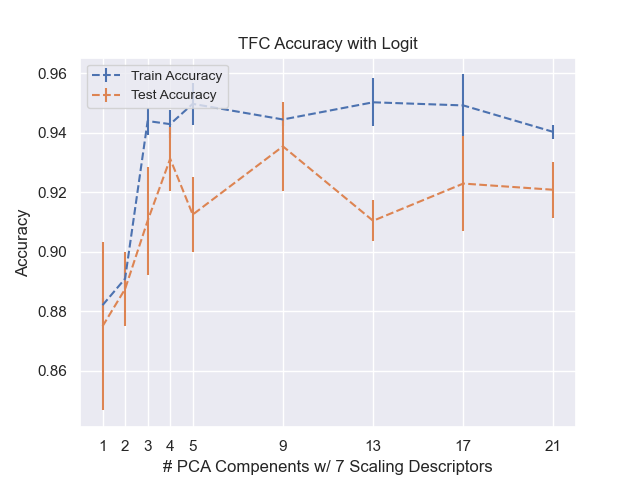 TFC Accuracy with Logit
Train Accuracy
Test Accuracy
0.96
0.94
0.92
0.90
0.88
0.86
Accuracy
1 2 3 4 5 9 13 17 21
# PCA Compenents w/ 7 Scaling Descriptors